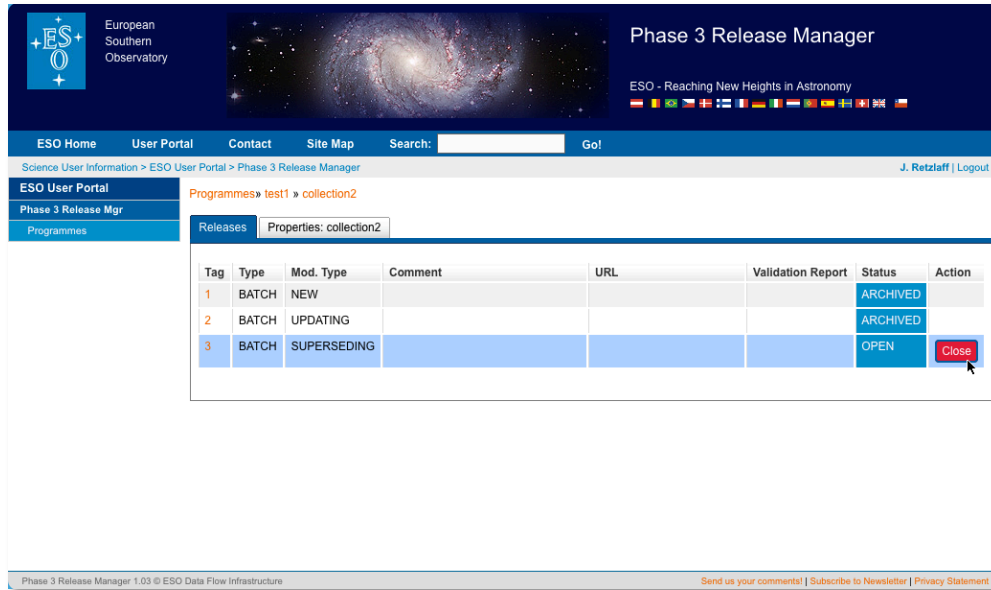 ES
O
European
Southern
Observatory
Phase 3 Release Manager
ESO - Reaching New Heights in Astronomy
ESO Home User Portal Contact Site Map Search: Go!
Science User Information > ESO User Portal > Phase 3 Release Manager J. Retzlaff | Logout
ESO User Portal
Phase 3 Release Mgr
Programmes
Programmes» test1 » collection2
Releases Properties: collection2
Tag Type Mod. Type Comment URL Validation Report Status Action
1 BATCH NEW ARCHIVED
2 BATCH UPDATING ARCHIVED
3 BATCH SUPERSEDING OPEN Close
Phase 3 Release Manager 1.03 © ESO Data Flow Infrastructure Send us your comments! | Subscribe to Newsletter | Privacy Statement